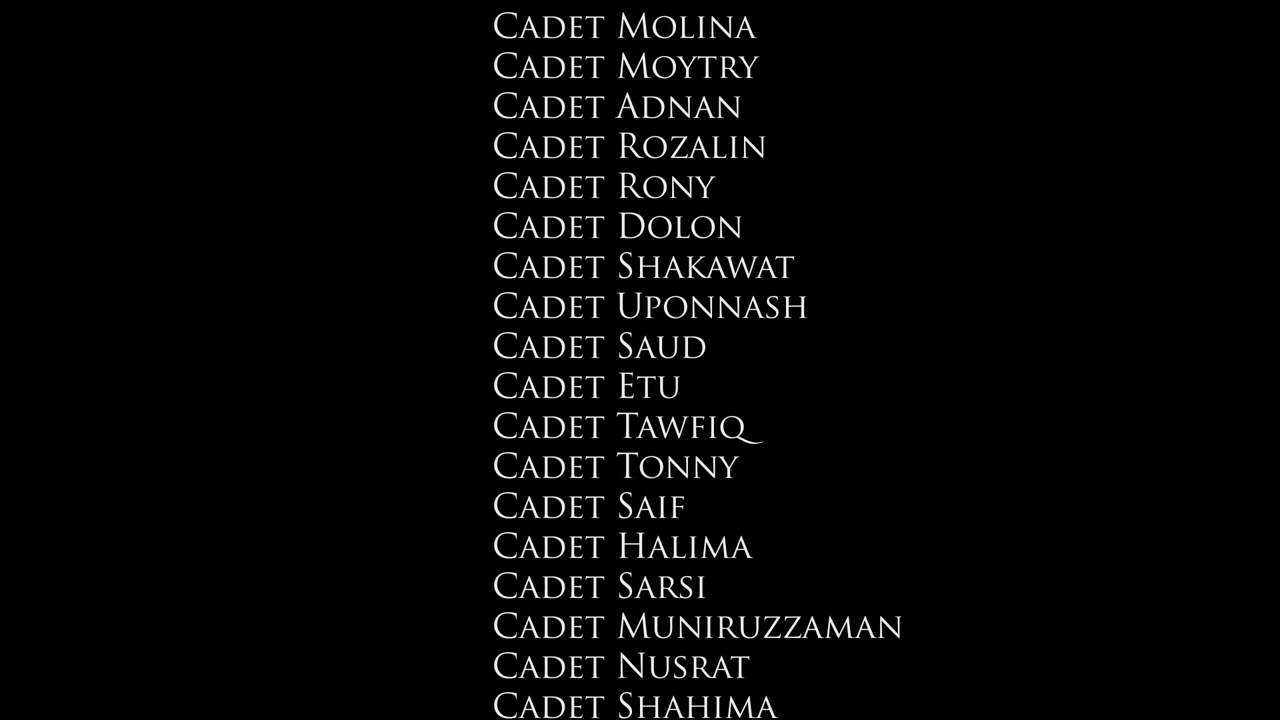 Cadet Molina
Cadet Moytry
Cadet Adnan
Cadet Rozalin
Cadet Rony
Cadet Dolon
Cadet Shakawat
Cadet Uponnash
Cadet Saud
Cadet Etu
Cadet Tawfiq
Cadet Tonny
Cadet Saif
Cadet Halima
Cadet Sarsi
Cadet Muniruzzaman
Cadet Nusrat
Cadet Shahima